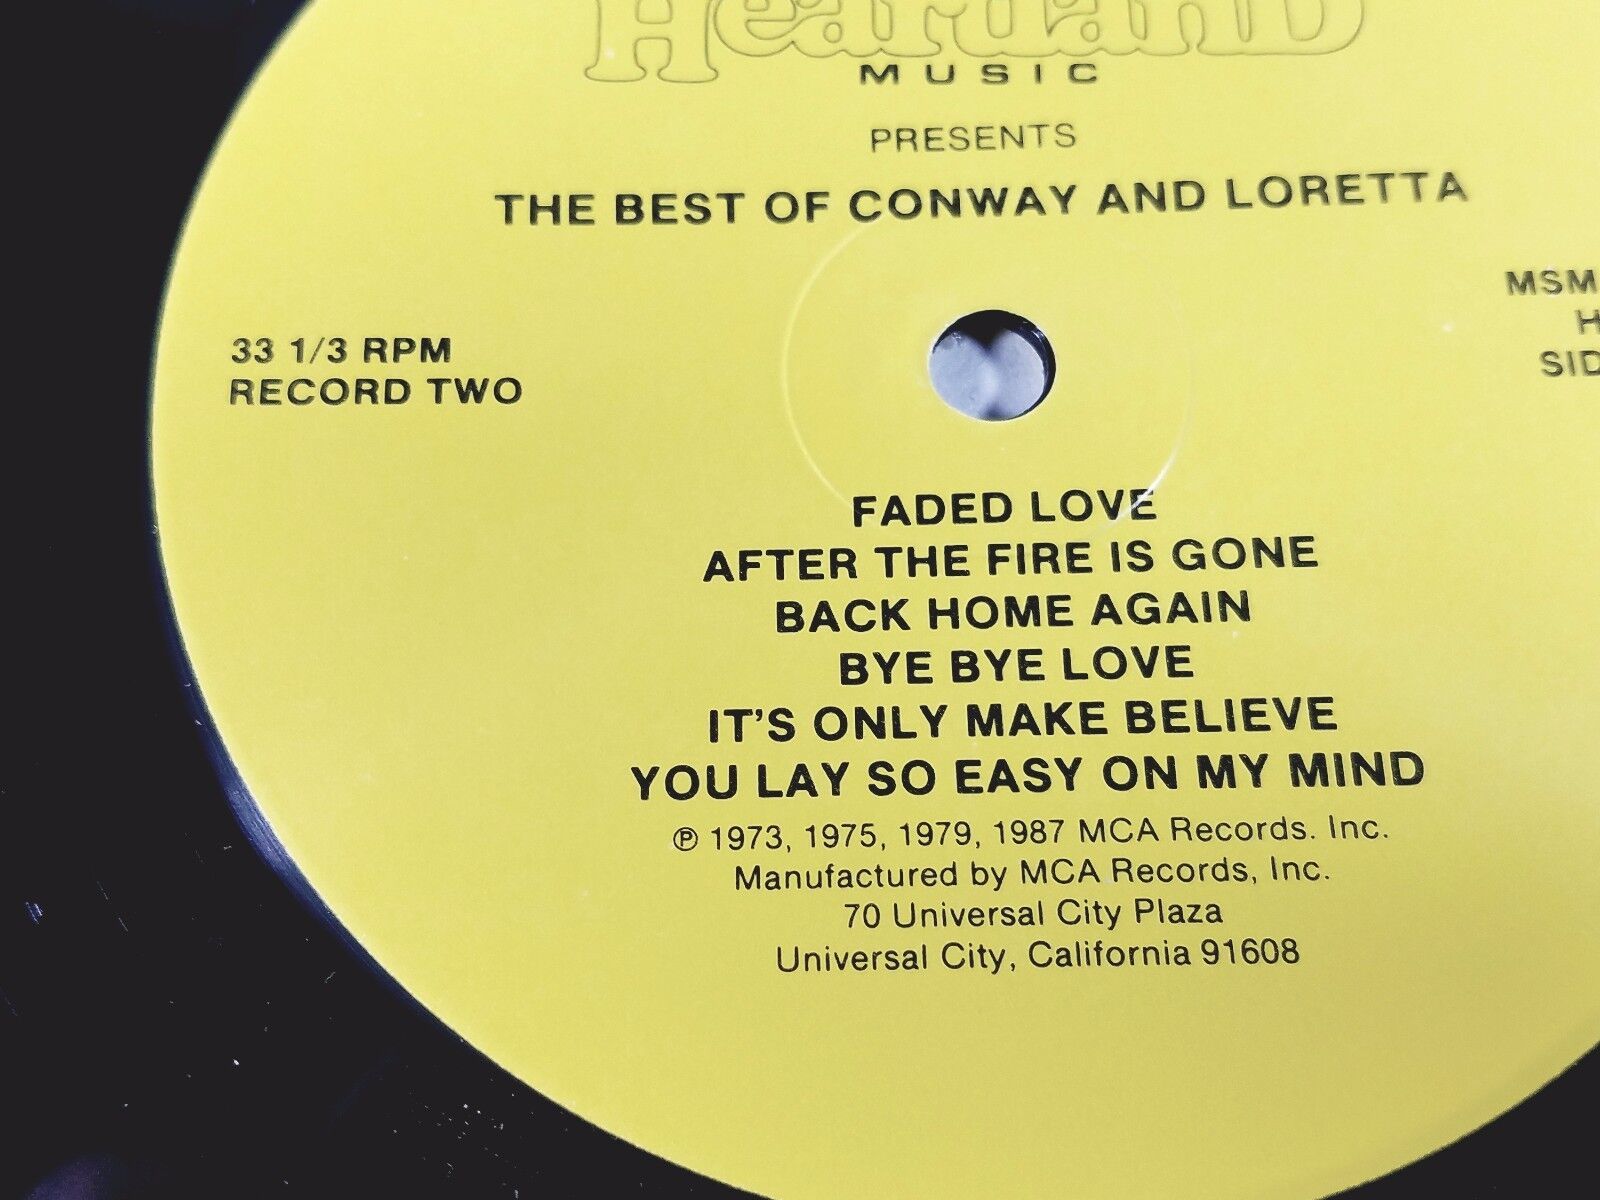 Heartland
MUSIC
PRESENTS
THE BEST OF CONWAY AND LORETTA
MSM
H
SID
33 1/3 RPM
RECORD TWO
FADED LOVE
AFTER THE FIRE IS GONE
BACK HOME AGAIN
BYE BYE LOVE
IT'S ONLY MAKE BELIEVE
YOU LAY SO EASY ON MY MIND
℗ 1973, 1975, 1979, 1987 MCA Records. Inc.
Manufactured by MCA Records, Inc.
70 Universal City Plaza
Universal City, California 91608